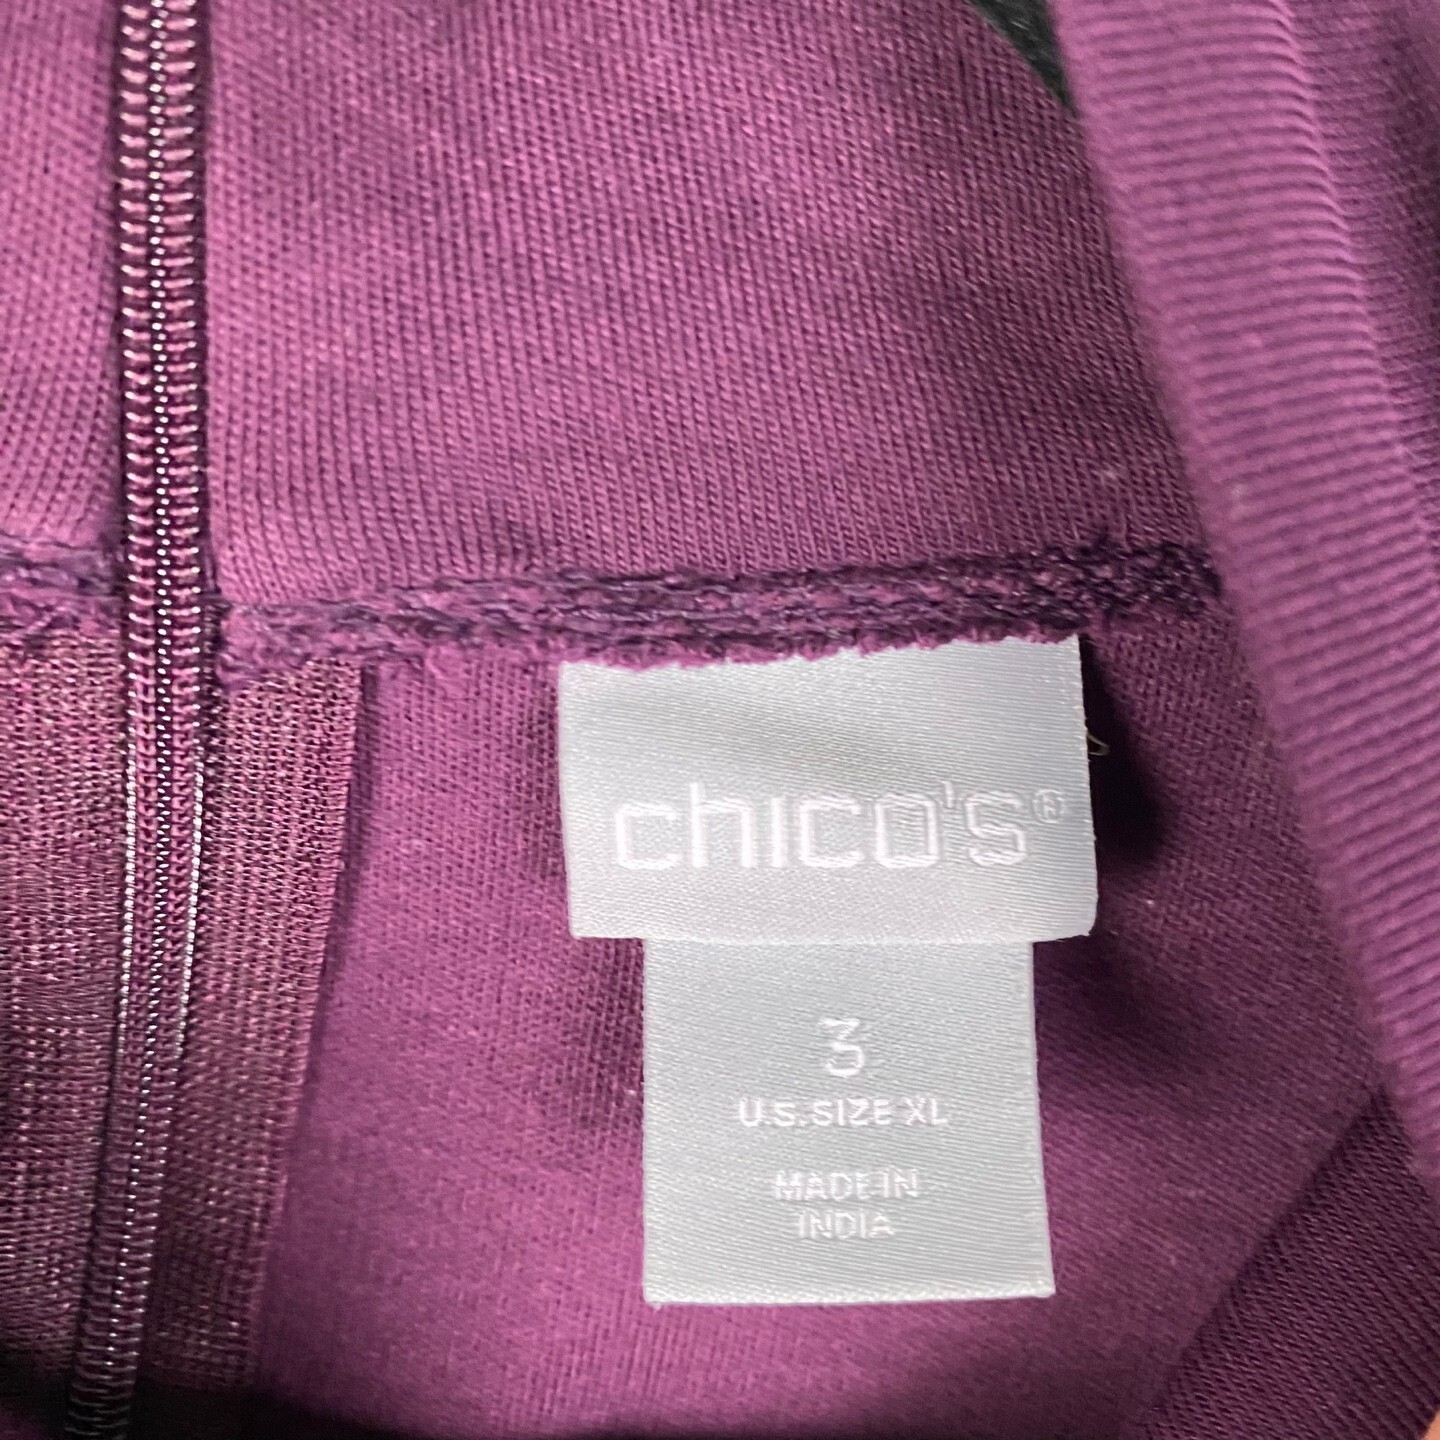 chico's®
3
U.S. SIZE XL
MADE IN
INDIA